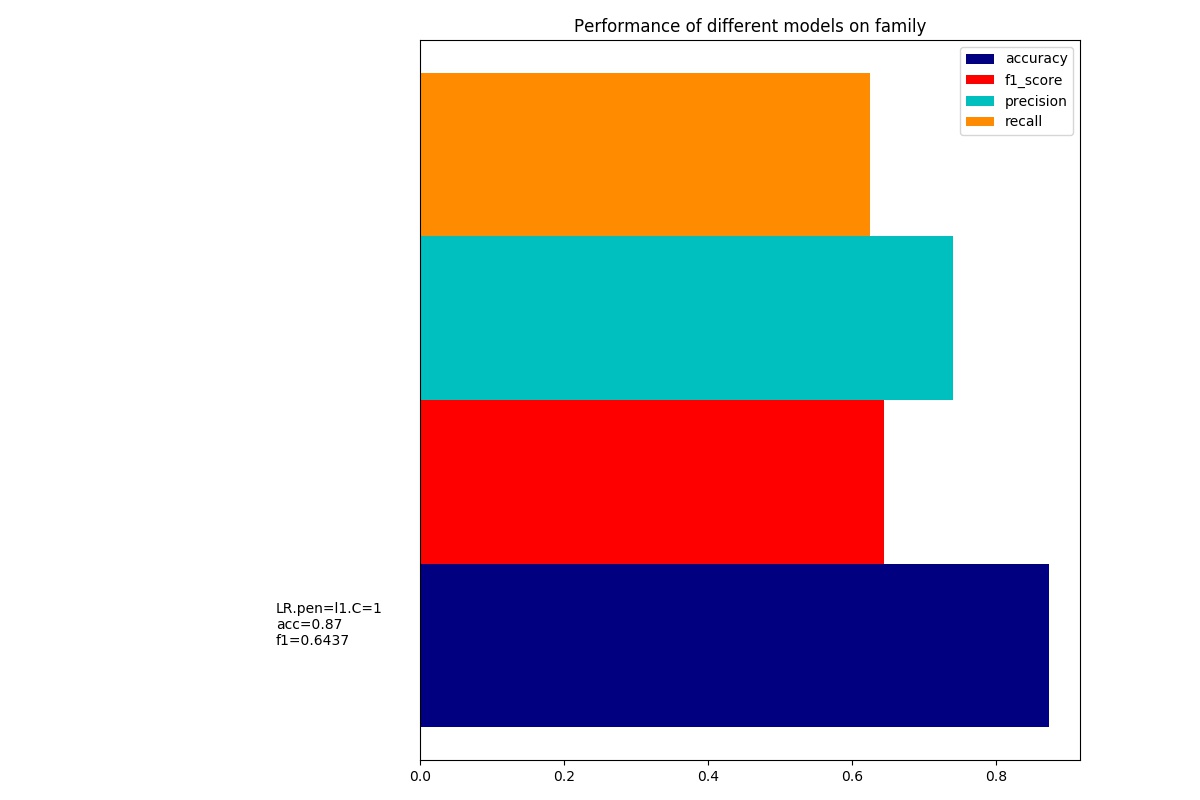 Performance of different models on family
accuracy
f1_score
precision
recall
LR.pen=l1.C=1
acc=0.87
f1=0.6437
0.0 0.2 0.4 0.6 0.8